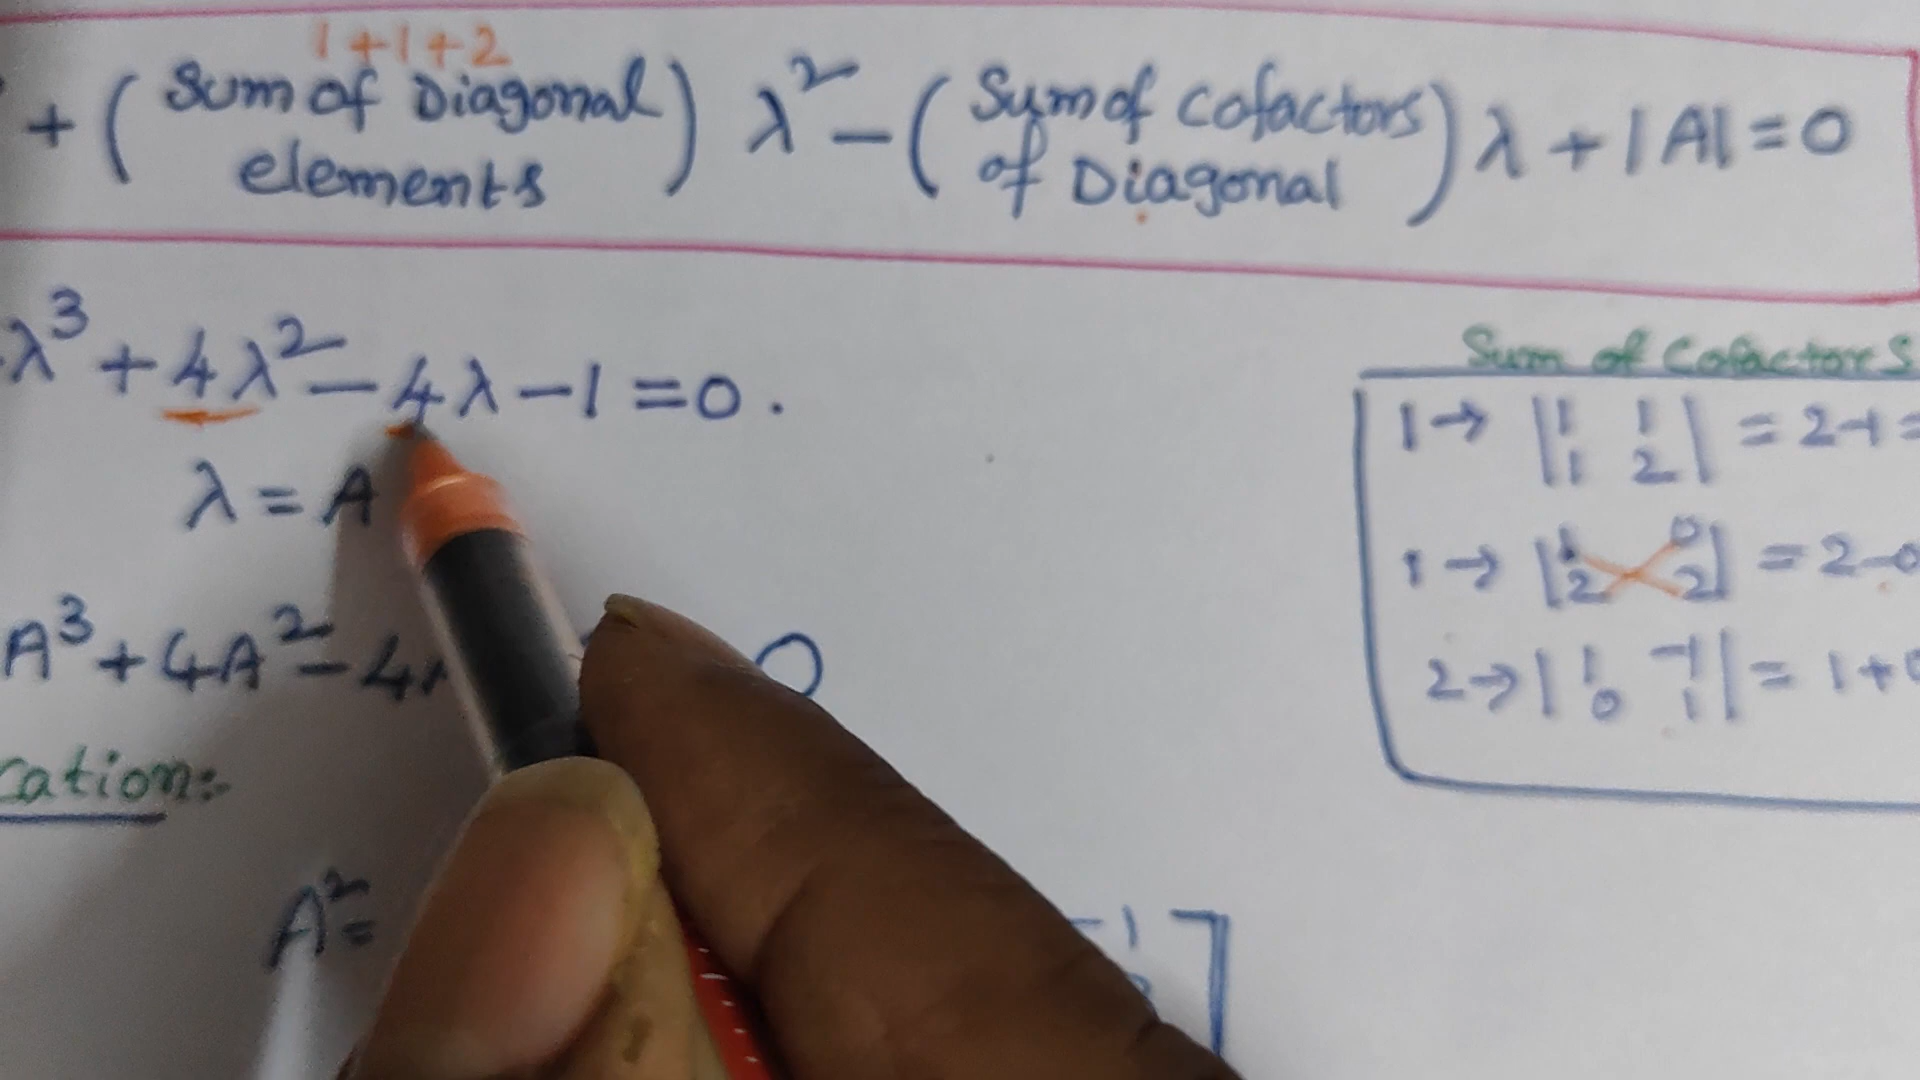 1+1+2
+ (Sum of Diagonal elements) λ² - (Sum of Cofactors of Diagonal) λ + |A| = 0
λ³ + 4λ² - 4λ - 1 = 0.
λ = A
A³ + 4A² - 4 0
cation:-
A² =
-1
Sum of Cofactors
1 → |1 1
1 2| = 2-1 =
1 → |1 0
2 2| = 2-0
2 → |1 -1
0 1| = 1+0